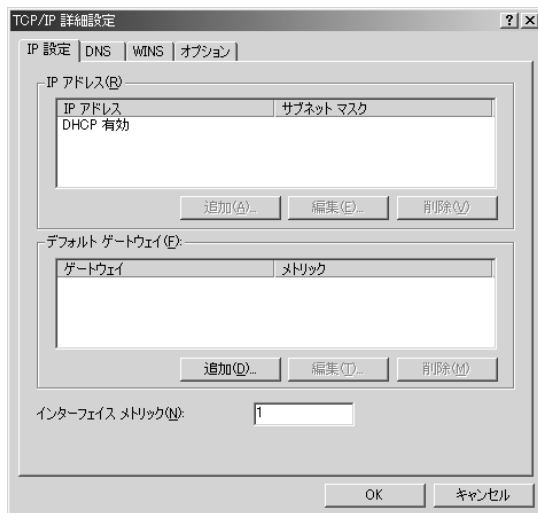 TCP/IP 詳細設定
IP 設定 DNS WINS オプション
IP アドレス(R)
IP アドレス サブネット マスク
DHCP 有効
追加(A)... 編集(E)... 削除(V)
デフォルト ゲートウェイ(F):
ゲートウェイ メトリック
追加(D)... 編集(T)... 削除(M)
インターフェイス メトリック(N): 1
OK キャンセル